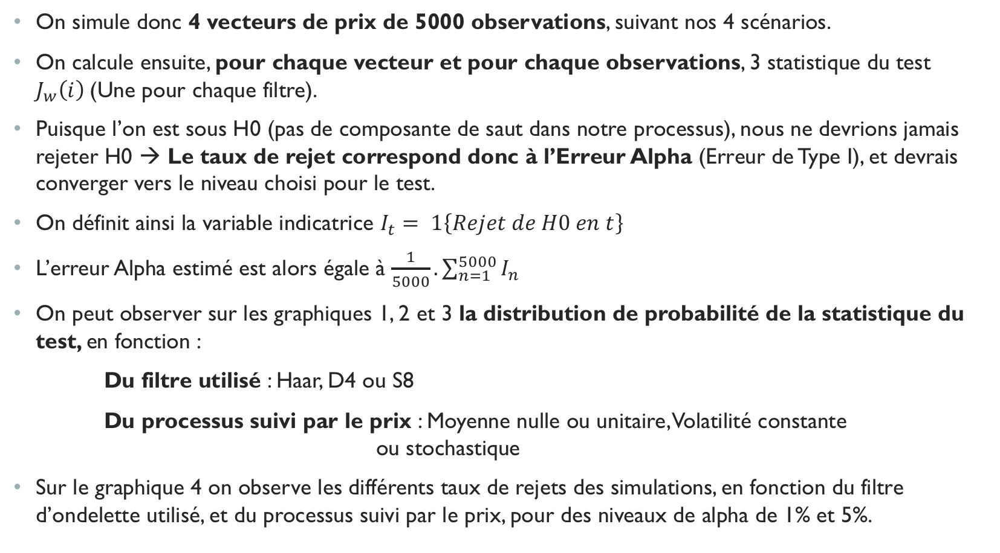 • On simule donc 4 vecteurs de prix de 5000 observations, suivant nos 4 scénarios.
• On calcule ensuite, pour chaque vecteur et pour chaque observations, 3 statistique du test
J_w(i) (Une pour chaque filtre).
• Puisque l’on est sous H0 (pas de composante de saut dans notre processus), nous ne devrions jamais
rejeter H0 → Le taux de rejet correspond donc à l’Erreur Alpha (Erreur de Type I), et devrais
converger vers le niveau choisi pour le test.
• On définit ainsi la variable indicatrice I_t = 1{Rejet de H0 en t}
• L’erreur Alpha estimé est alors égale à 1/5000 . ∑_{n=1}^{5000} I_n
• On peut observer sur les graphiques 1, 2 et 3 la distribution de probabilité de la statistique du
test, en fonction :
Du filtre utilisé : Haar, D4 ou S8
Du processus suivi par le prix : Moyenne nulle ou unitaire, Volatilité constante
ou stochastique
• Sur le graphique 4 on observe les différents taux de rejets des simulations, en fonction du filtre
d’ondelette utilisé, et du processus suivi par le prix, pour des niveaux de alpha de 1% et 5%.